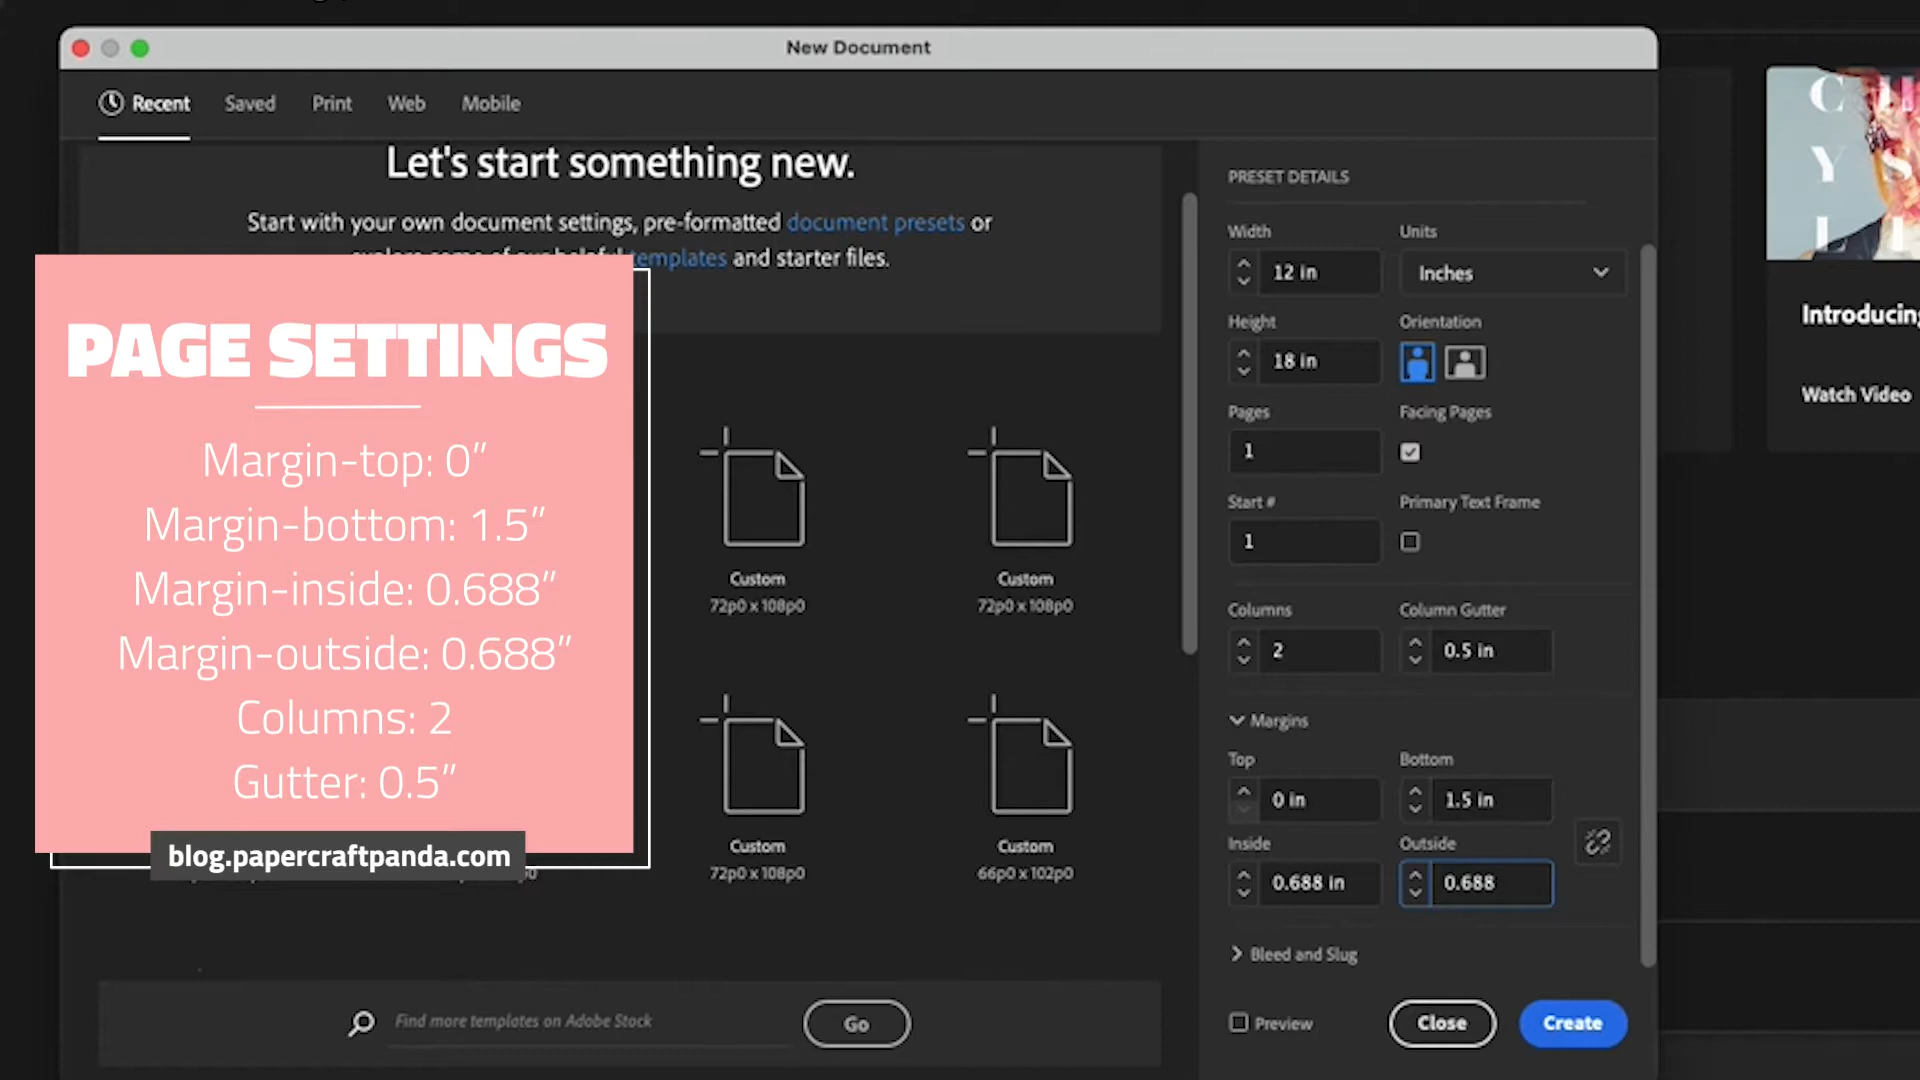 New Document
Recent Saved Print Web Mobile
Let's start something new.
Start with your own document settings, pre-formatted document presets or
templates and starter files.
PAGE SETTINGS
Margin-top: 0”
Margin-bottom: 1.5”
Margin-inside: 0.688”
Margin-outside: 0.688”
Columns: 2
Gutter: 0.5”
blog.papercraftpanda.com
Custom
72p0 x 108p0
Custom
72p0 x 108p0
Custom
72p0 x 108p0
Custom
66p0 x 102p0
Find more templates on Adobe Stock
Go
PRESET DETAILS
Width Units
12 in Inches
Height Orientation
18 in
Pages Facing Pages
1
Start # Primary Text Frame
1
Columns Column Gutter
2 0.5 in
Margins
Top Bottom
0 in 1.5 in
Inside Outside
0.688 in 0.688
Bleed and Slug
Preview Close Create
Introducing
Watch Video